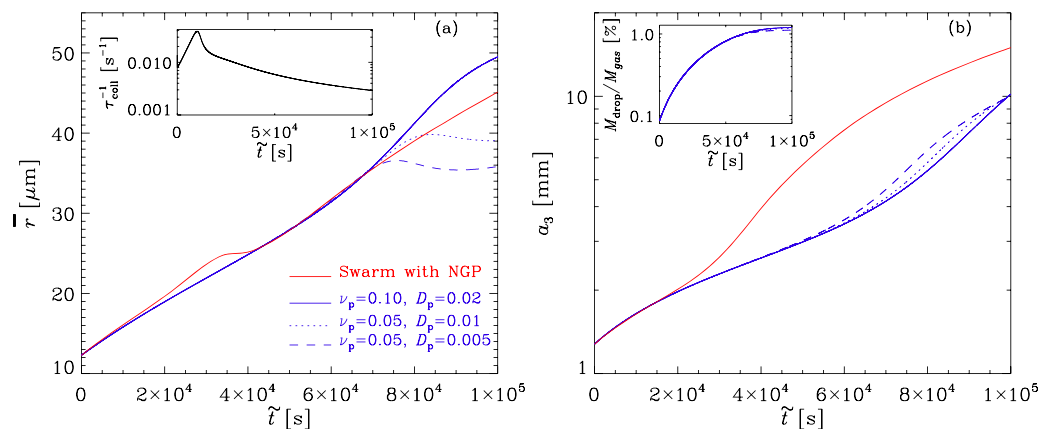 (a)
50
40
30
20
10
r̄ [μm]
0
2×10⁴
4×10⁴
6×10⁴
8×10⁴
1×10⁵
t̃ [s]
τ⁻¹coll [s⁻¹]
0.010
0.001
0
5×10⁴
1×10⁵
t̃ [s]
Swarm with NGP
νp=0.10, Dp=0.02
νp=0.05, Dp=0.01
νp=0.05, Dp=0.005
(b)
10
1
a₃ [mm]
0
2×10⁴
4×10⁴
6×10⁴
8×10⁴
1×10⁵
t̃ [s]
Mdrop/Mgas [%]
1.0
0.1
0
5×10⁴
1×10⁵
t̃ [s]